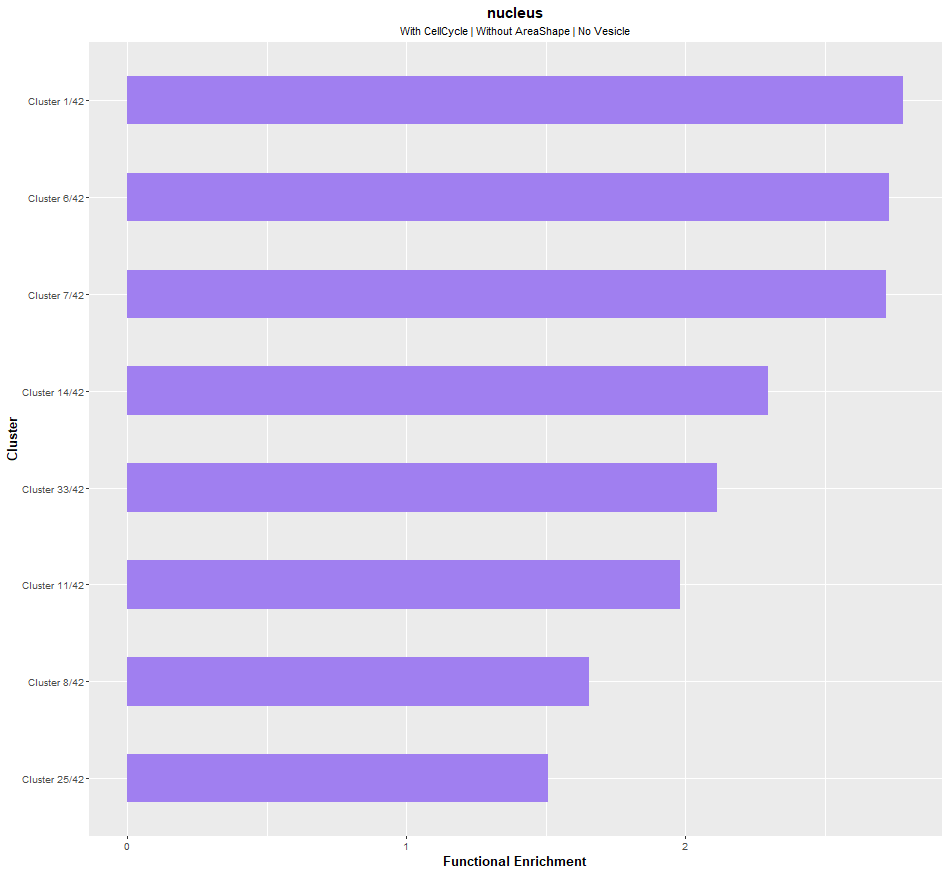 nucleus
With CellCycle | Without AreaShape | No Vesicle
Cluster 1/42
Cluster 6/42
Cluster 7/42
Cluster 14/42
Cluster 33/42
Cluster 11/42
Cluster 8/42
Cluster 25/42
Cluster
0 1 2
Functional Enrichment